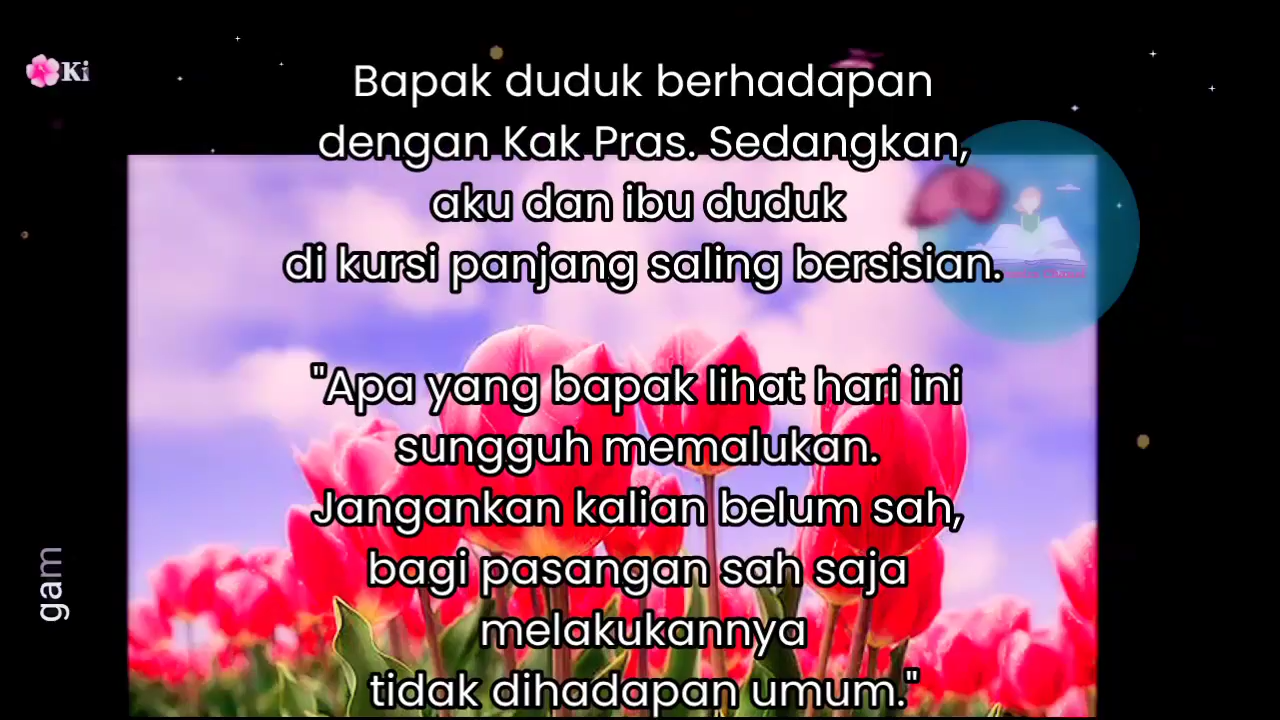 Ki
Bapak duduk berhadapan
dengan Kak Pras. Sedangkan,
aku dan ibu duduk
di kursi panjang saling bersisian.
"Apa yang bapak lihat hari ini
sungguh memalukan.
Jangankan kalian belum sah,
bagi pasangan sah saja
melakukannya
tidak dihadapan umum."
gam